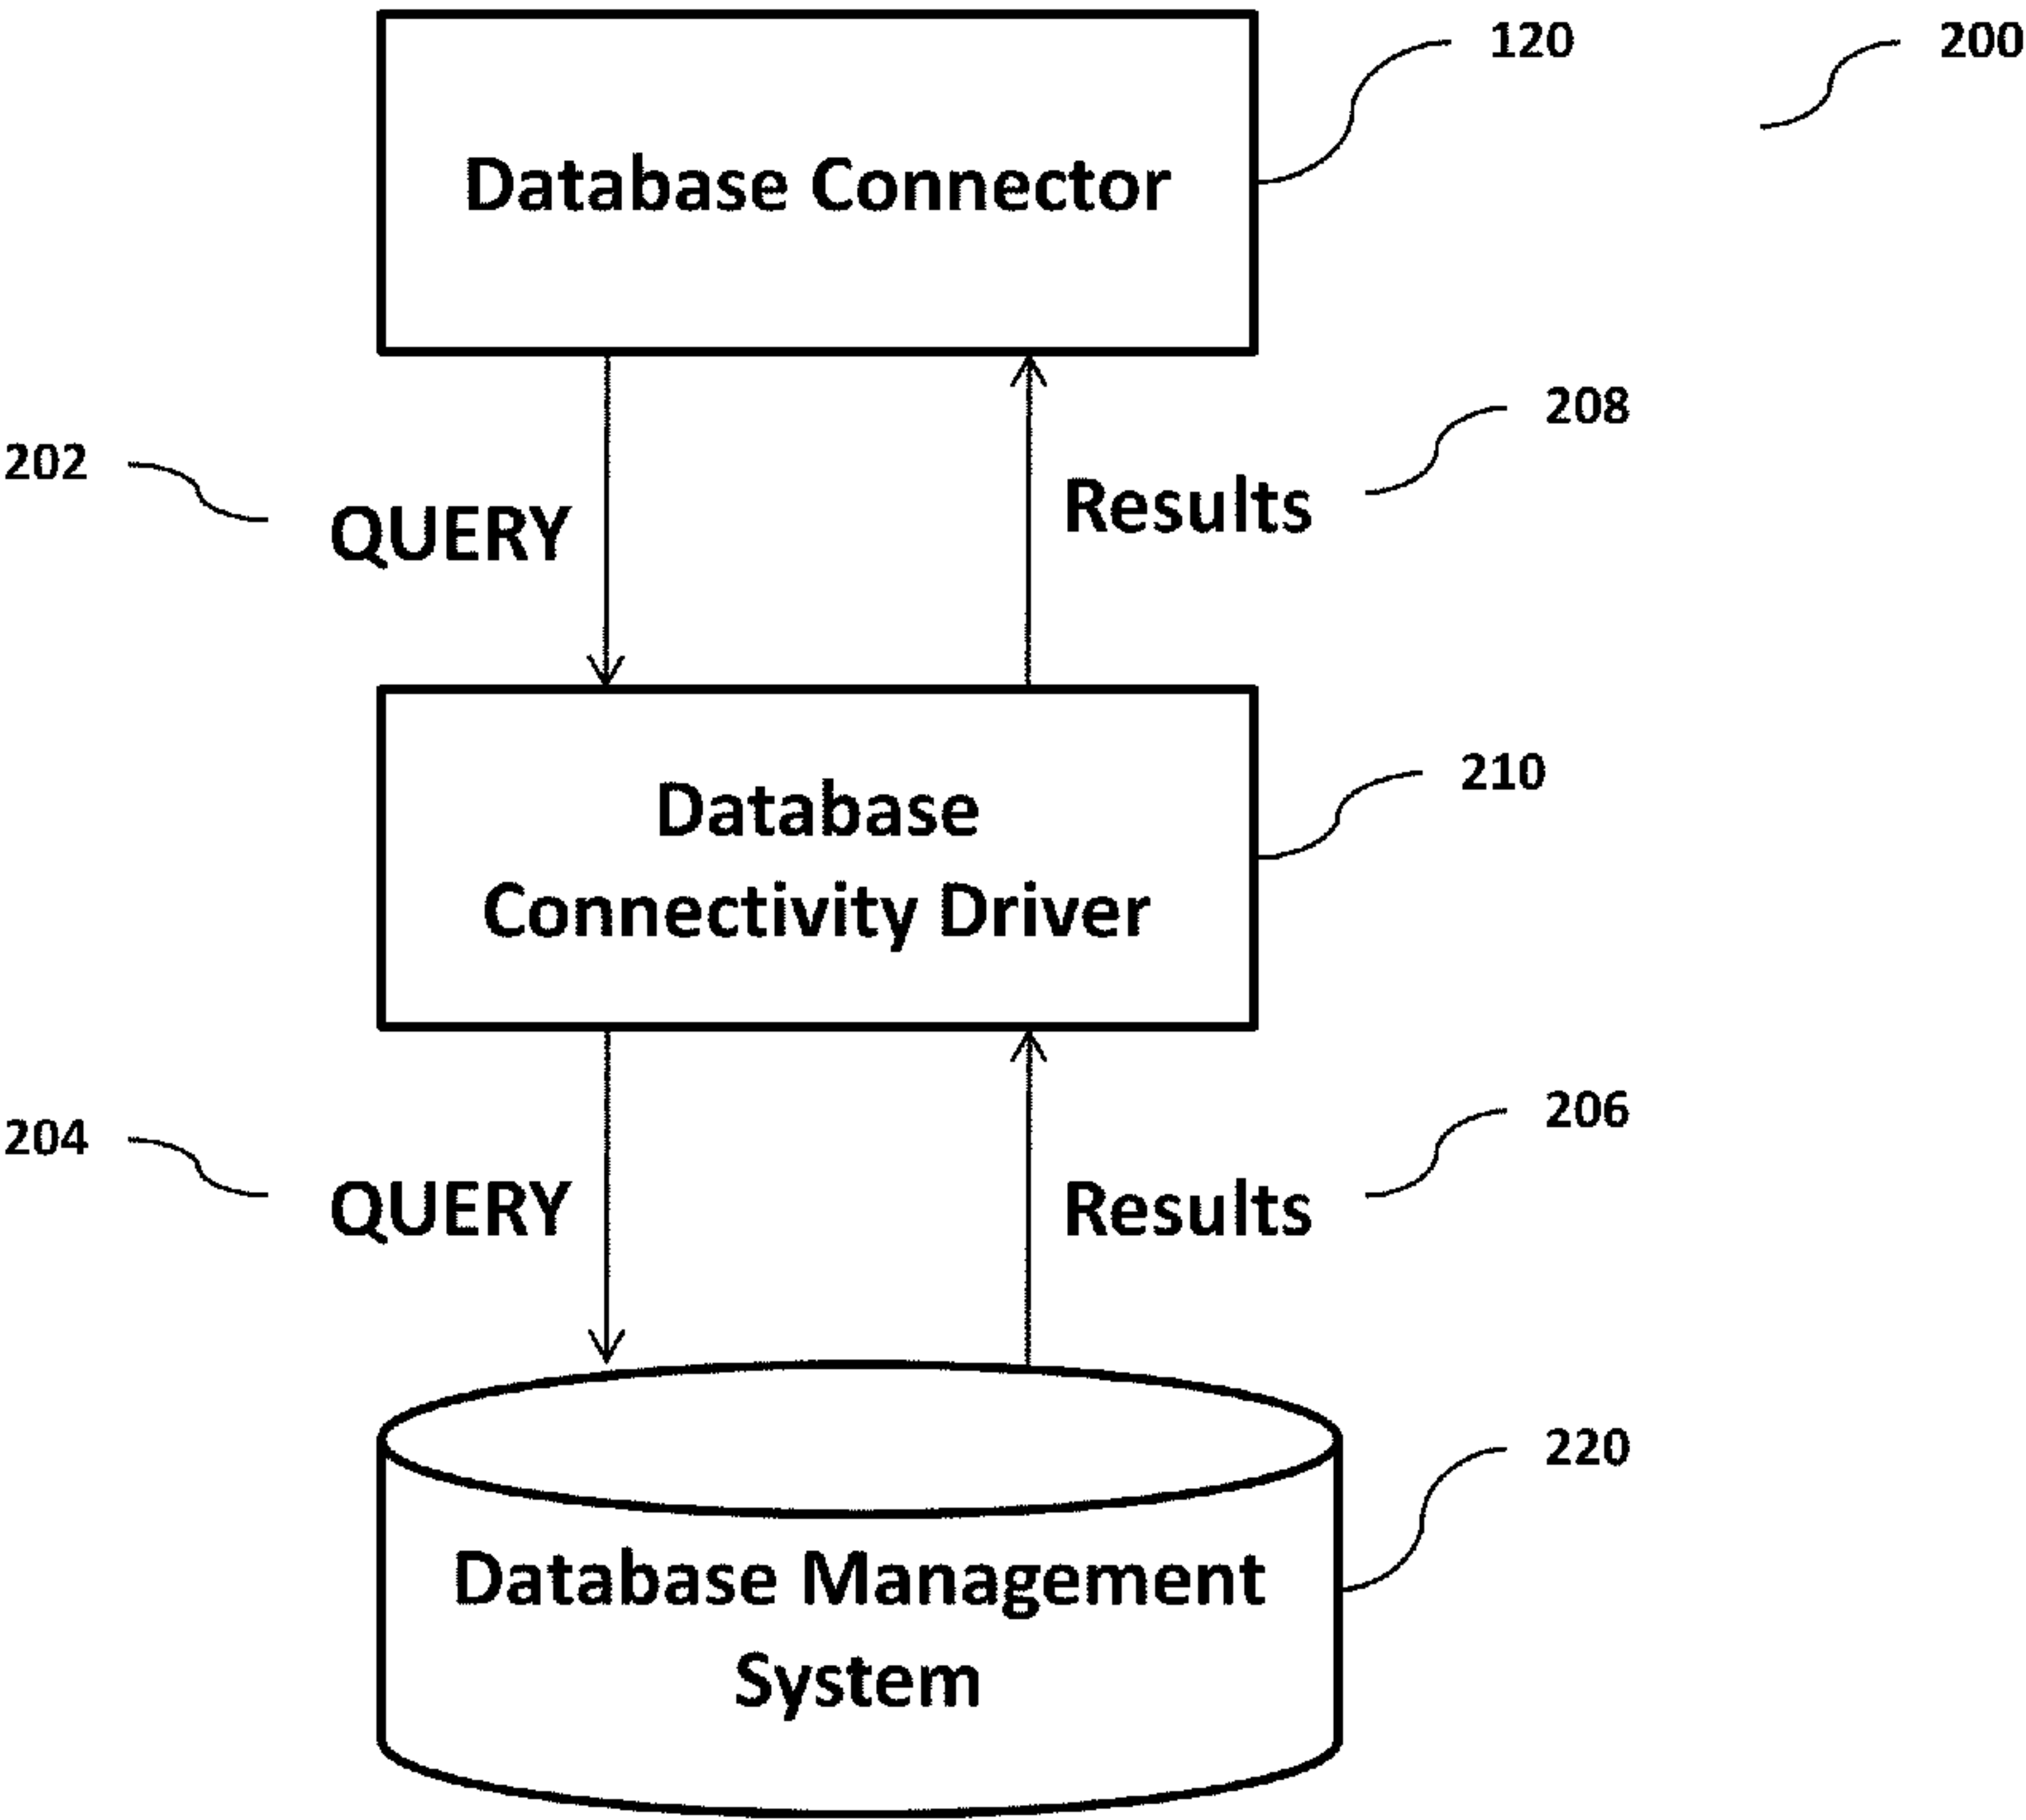 120
200
Database Connector
208
202
Results
QUERY
210
Database
Connectivity Driver
206
204
Results
QUERY
220
Database Management
System